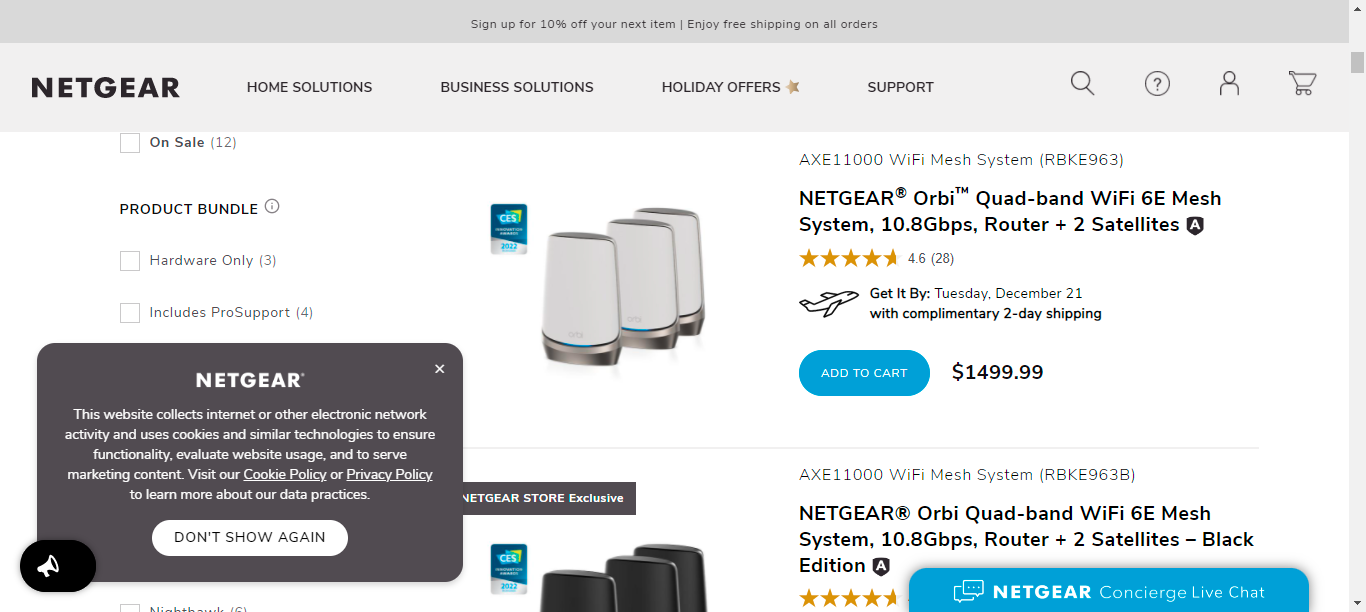 Sign up for 10% off your next item | Enjoy free shipping on all orders
NETGEAR
HOME SOLUTIONS
BUSINESS SOLUTIONS
HOLIDAY OFFERS
SUPPORT
?
On Sale (12)
PRODUCT BUNDLE
Hardware Only (3)
Includes ProSupport (4)
NETGEAR
This website collects internet or other electronic network
activity and uses cookies and similar technologies to ensure
functionality, evaluate website usage, and to serve
marketing content. Visit our Cookie Policy or Privacy Policy
to learn more about our data practices.
DON'T SHOW AGAIN
Nighthawk (6)
CES
INNOVATION
AWARDS
2022
orbi
AXE11000 WiFi Mesh System (RBKE963)
NETGEAR® Orbi™ Quad-band WiFi 6E Mesh
System, 10.8Gbps, Router + 2 Satellites A
4.6 (28)
Get It By: Tuesday, December 21
with complimentary 2-day shipping
ADD TO CART
$1499.99
NETGEAR STORE Exclusive
CES
INNOVATION
AWARDS
2022
AXE11000 WiFi Mesh System (RBKE963B)
NETGEAR® Orbi Quad-band WiFi 6E Mesh
System, 10.8Gbps, Router + 2 Satellites – Black
Edition A
NETGEAR Concierge Live Chat